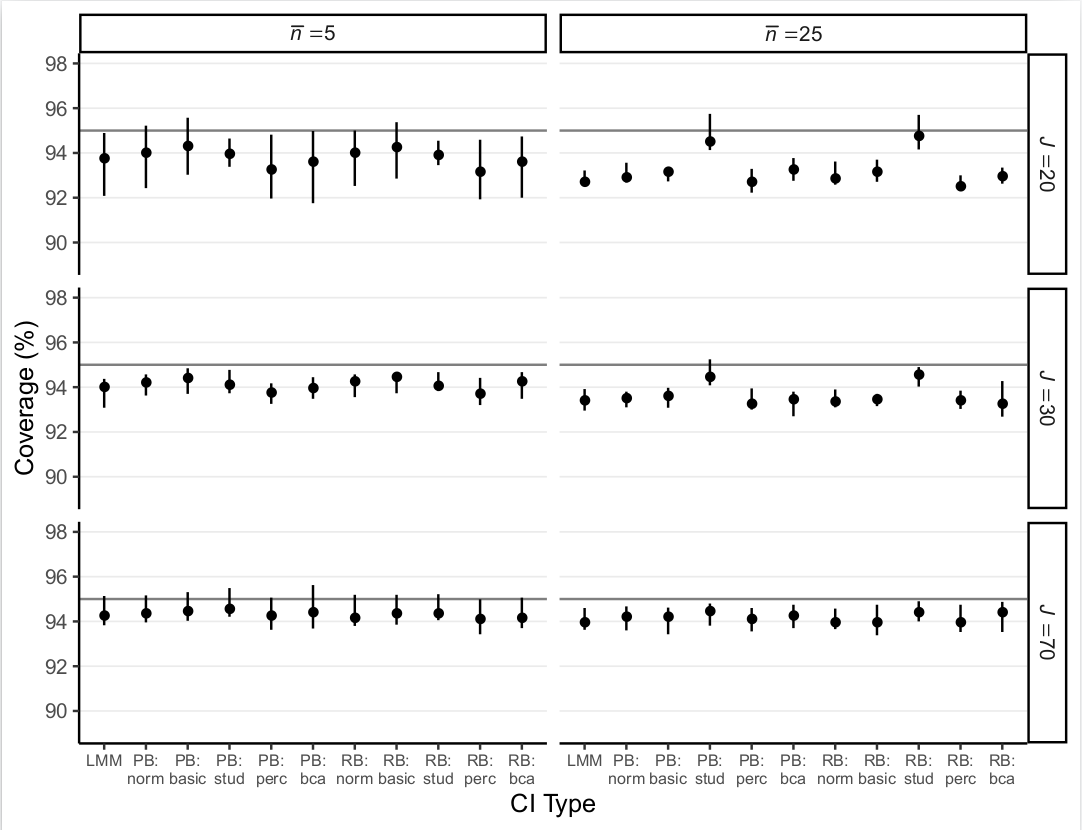 n̅ =5
n̅ =25
98
96
94
92
90
J =20
98
96
94
92
90
J =30
98
96
94
92
90
J =70
Coverage (%)
LMM PB: PB: PB: PB: PB: RB: RB: RB: RB: RB:
norm basic stud perc bca norm basic stud perc bca
LMM PB: PB: PB: PB: PB: RB: RB: RB: RB: RB:
norm basic stud perc bca norm basic stud perc bca
CI Type